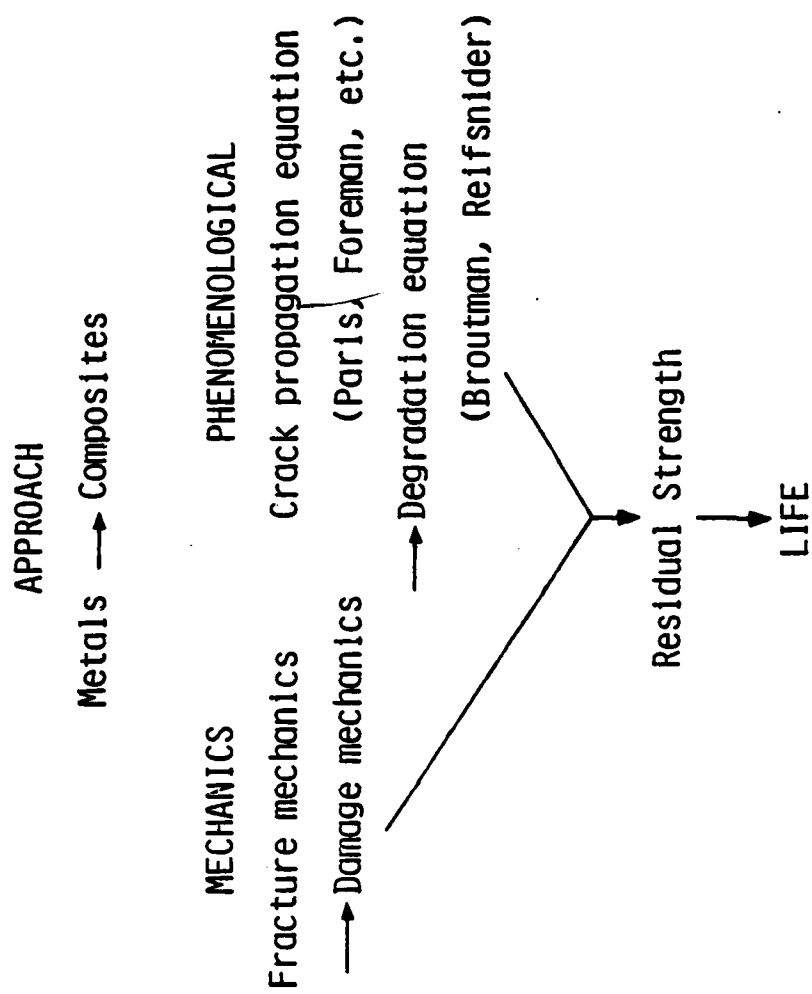 APPROACH
Metals → Composites
MECHANICS
Fracture mechanics
→ Damage mechanics
PHENOMENOLOGICAL
Crack propagation equation
(Paris, Foreman, etc.)
→ Degradation equation
(Broutman, Reifsnider)
Residual Strength
LIFE